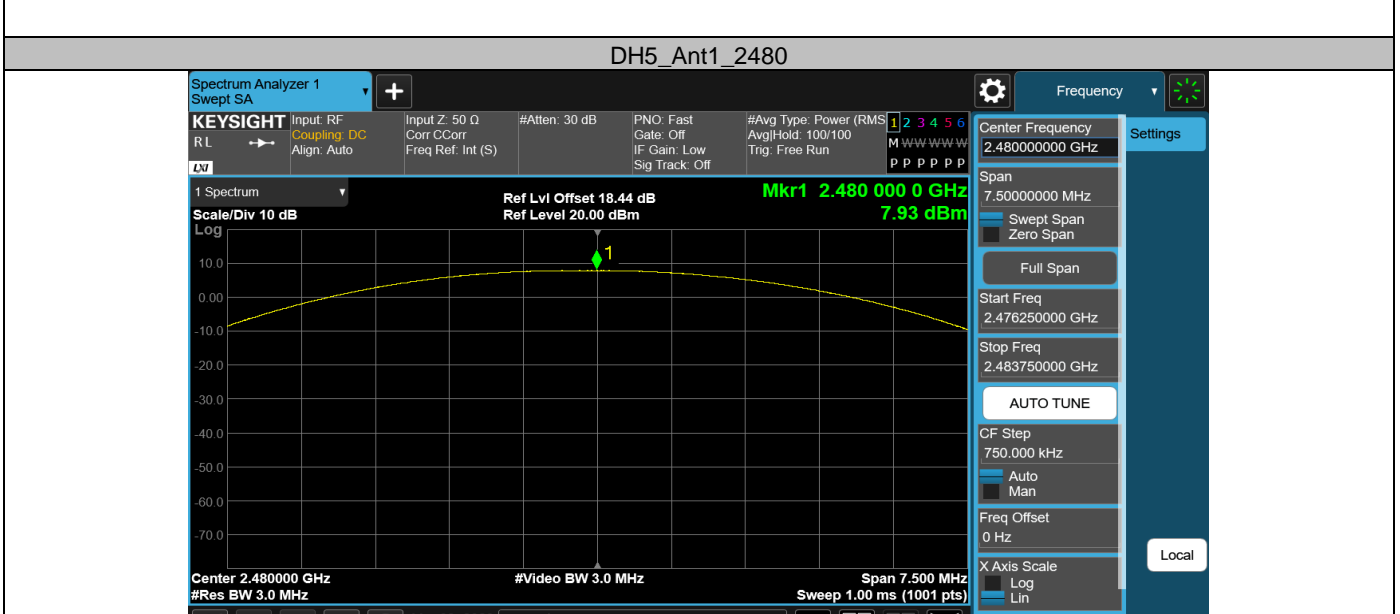 DH5_Ant1_2480
Spectrum Analyzer 1
Swept SA
Frequency
KEYSIGHT
RL
LXI
Input: RF
Coupling: DC
Align: Auto
Input Z: 50 Ω
Corr CCorr
Freq Ref: Int (S)
#Atten: 30 dB
PNO: Fast
Gate: Off
IF Gain: Low
Sig Track: Off
#Avg Type: Power (RMS
Avg|Hold: 100/100
Trig: Free Run
1 2 3 4 5 6
M W W W W W
P P P P P P
1 Spectrum
Scale/Div 10 dB
Ref Lvl Offset 18.44 dB
Ref Level 20.00 dBm
Mkr1 2.480 000 0 GHz
7.93 dBm
Log
1
10.0
0.00
-10.0
-20.0
-30.0
-40.0
-50.0
-60.0
-70.0
Center 2.480000 GHz
#Res BW 3.0 MHz
#Video BW 3.0 MHz
Span 7.500 MHz
Sweep 1.00 ms (1001 pts)
Center Frequency
2.480000000 GHz
Settings
Span
7.50000000 MHz
Swept Span
Zero Span
Full Span
Start Freq
2.476250000 GHz
Stop Freq
2.483750000 GHz
AUTO TUNE
CF Step
750.000 kHz
Auto
Man
Freq Offset
0 Hz
X Axis Scale
Log
Lin
Local